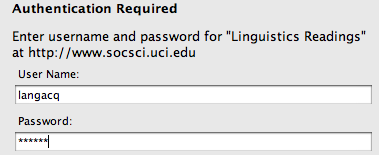 Authentication Required
Enter username and password for "Linguistics Readings"
at http://www.socsci.uci.edu
User Name:
langacq
Password:
******